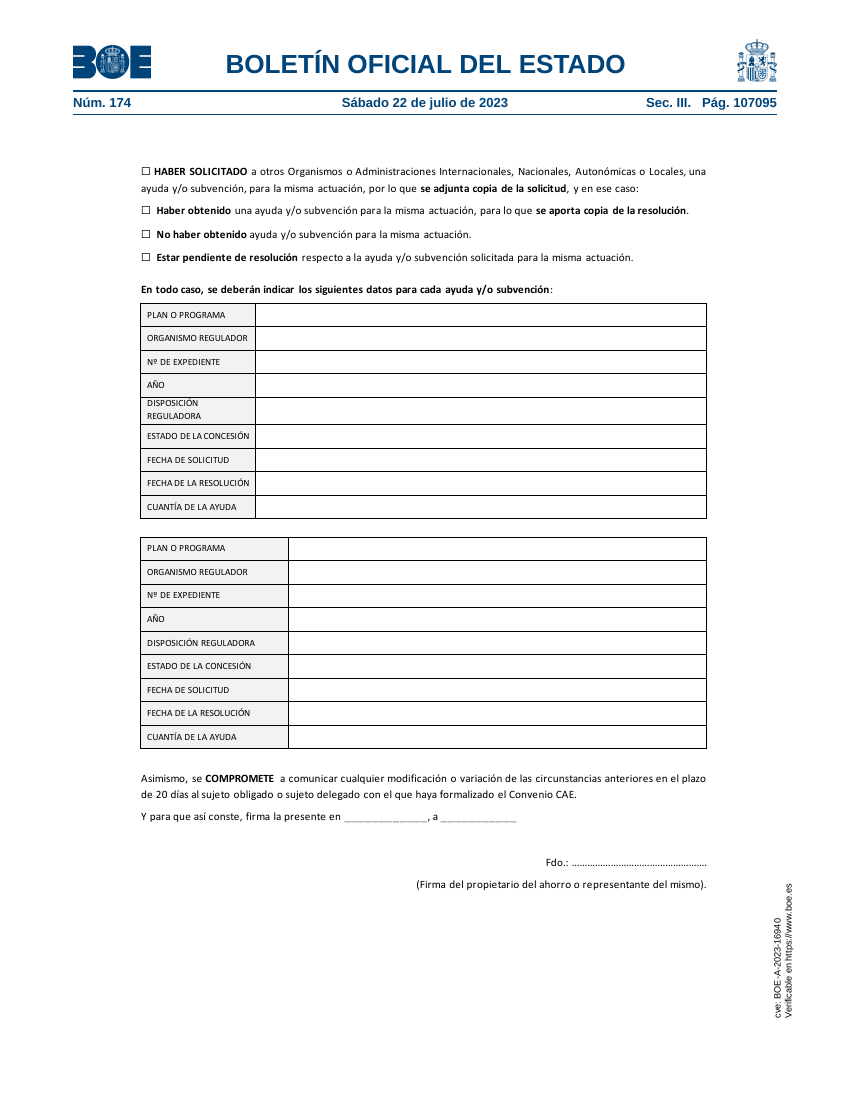 BOE
BOLETÍN OFICIAL DEL ESTADO
Núm. 174 Sábado 22 de julio de 2023 Sec. III. Pág. 107095
☐ HABER SOLICITADO a otros Organismos o Administraciones Internacionales, Nacionales, Autonómicas o Locales, una
ayuda y/o subvención, para la misma actuación, por lo que se adjunta copia de la solicitud, y en ese caso:
☐ Haber obtenido una ayuda y/o subvención para la misma actuación, para lo que se aporta copia de la resolución.
☐ No haber obtenido ayuda y/o subvención para la misma actuación.
☐ Estar pendiente de resolución respecto a la ayuda y/o subvención solicitada para la misma actuación.
En todo caso, se deberán indicar los siguientes datos para cada ayuda y/o subvención:
PLAN O PROGRAMA
ORGANISMO REGULADOR
Nº DE EXPEDIENTE
AÑO
DISPOSICIÓN
REGULADORA
ESTADO DE LA CONCESIÓN
FECHA DE SOLICITUD
FECHA DE LA RESOLUCIÓN
CUANTÍA DE LA AYUDA
PLAN O PROGRAMA
ORGANISMO REGULADOR
Nº DE EXPEDIENTE
AÑO
DISPOSICIÓN REGULADORA
ESTADO DE LA CONCESIÓN
FECHA DE SOLICITUD
FECHA DE LA RESOLUCIÓN
CUANTÍA DE LA AYUDA
Asimismo, se COMPROMETE a comunicar cualquier modificación o variación de las circunstancias anteriores en el plazo
de 20 días al sujeto obligado o sujeto delegado con el que haya formalizado el Convenio CAE.
Y para que así conste, firma la presente en ____________, a ___________
Fdo.: …………………………………………….
(Firma del propietario del ahorro o representante del mismo).
cve: BOE-A-2023-16940
Verificable en https://www.boe.es